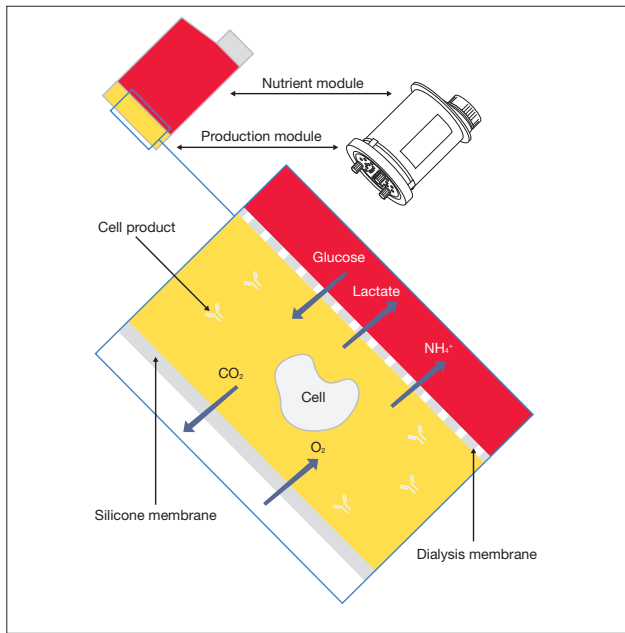 Nutrient module
Production module
Cell product
Glucose
Lactate
NH₄⁺
CO₂
Cell
O₂
Silicone membrane
Dialysis membrane